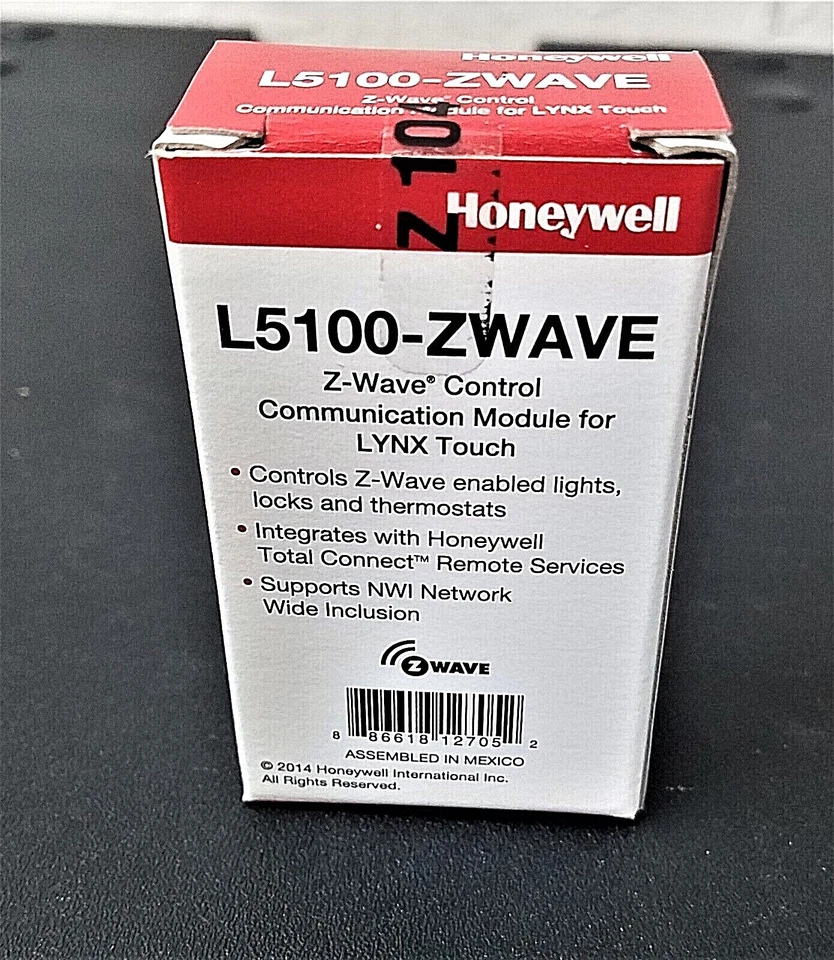 Honeywell
L5100-ZWAVE
Z-Wave® Control
Communication Module for LYNX Touch
Z 104
Honeywell
L5100-ZWAVE
Z-Wave® Control
Communication Module for
LYNX Touch
• Controls Z-Wave enabled lights,
locks and thermostats
• Integrates with Honeywell
Total Connect™ Remote Services
• Supports NWI Network
Wide Inclusion
Z WAVE
8 86618 12705 2
ASSEMBLED IN MEXICO
© 2014 Honeywell International Inc.
All Rights Reserved.